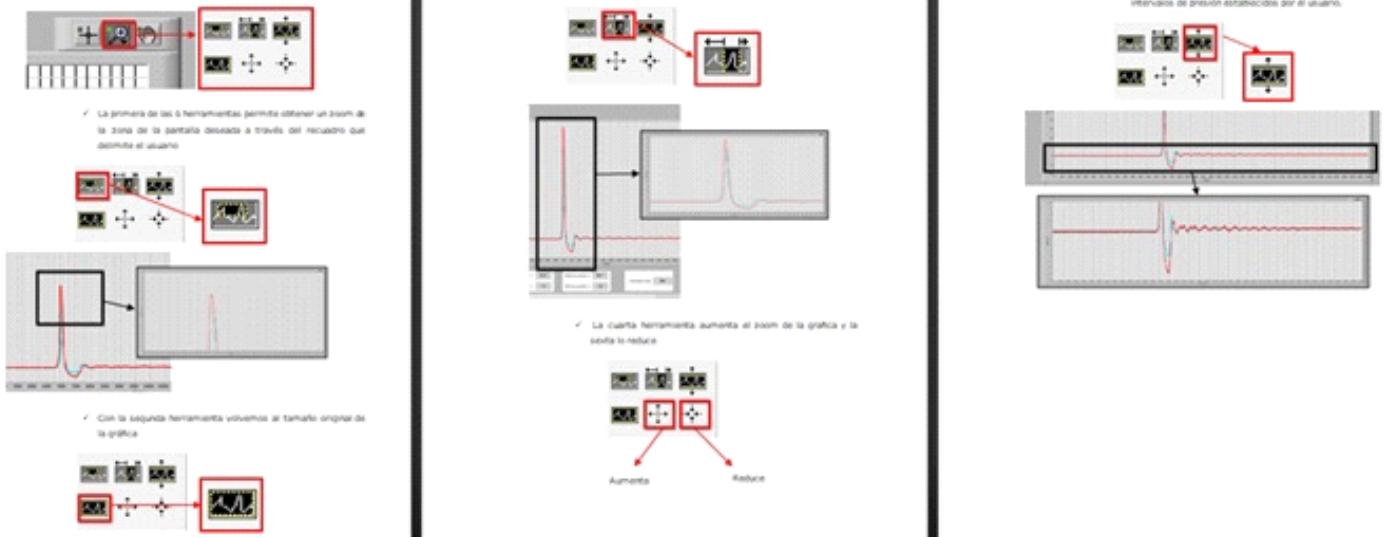 ✓ La primera de las 6 herramientas permite obtener un zoom de
la zona de la pantalla deseada a través del recuadro que
delimite el usuario
✓ Con la segunda herramienta volvemos al tamaño original de
la gráfica
✓ La cuarta herramienta aumenta el zoom de la gráfica y la
sexta lo reduce
Aumenta
Reduce
intervalos de presión establecidos por el usuario.